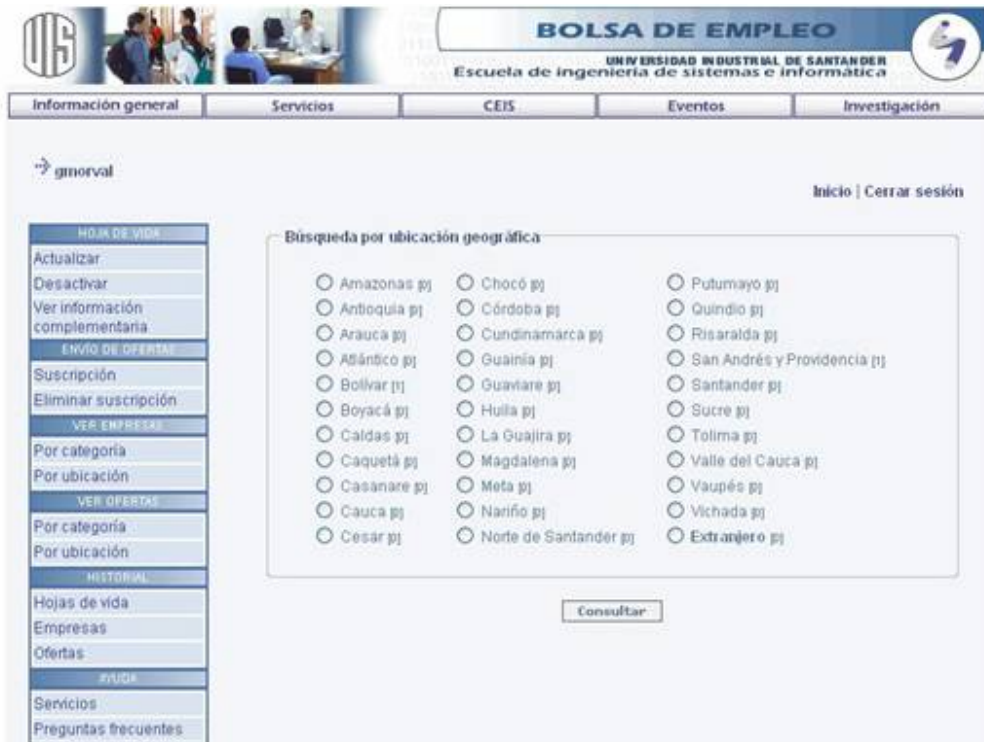 UIS
BOLSA DE EMPLEO
UNIVERSIDAD INDUSTRIAL DE SANTANDER
Escuela de ingeniería de sistemas e informática
Información general
Servicios
CEIS
Eventos
Investigación
gmorval
Inicio | Cerrar sesión
HOJA DE VIDA
Actualizar
Desactivar
Ver información
complementaria
ENVÍO DE OFERTAS
Suscripción
Eliminar suscripción
VER EMPRESAS
Por categoría
Por ubicación
VER OFERTAS
Por categoría
Por ubicación
HISTORIAL
Hojas de vida
Empresas
Ofertas
AYUDA
Servicios
Preguntas frecuentes
Búsqueda por ubicación geográfica
Amazonas
Antioquia
Arauca
Atlántico
Bolívar [1]
Boyacá
Caldas
Caquetá
Casanare
Cauca
Cesar
Chocó
Córdoba
Cundinamarca
Guainía
Guaviare
Huila
La Guajira
Magdalena
Meta
Nariño
Norte de Santander
Putumayo
Quindio
Risaralda
San Andrés y Providencia [1]
Santander
Sucre
Tolima
Valle del Cauca
Vaupés
Vichada
Extranjero
Consultar